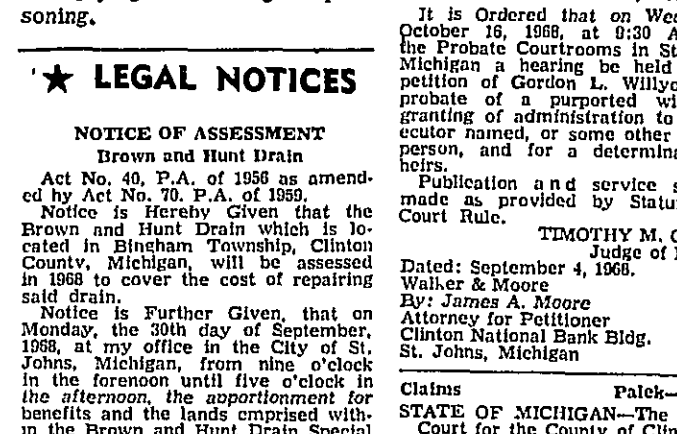 soning.
★ LEGAL NOTICES
NOTICE OF ASSESSMENT
Brown and Hunt Drain
Act No. 40, P.A. of 1956 as amend-
ed by Act No. 70. P.A. of 1959.
Notice is Hereby Given that the
Brown and Hunt Drain which is lo-
cated in Bingham Township, Clinton
County, Michigan, will be assessed
in 1968 to cover the cost of repairing
said drain.
Notice is Further Given, that on
Monday, the 30th day of September,
1968, at my office in the City of St.
Johns, Michigan, from nine o'clock
in the forenoon until five o'clock in
the afternoon, the apportionment for
benefits and the lands cmprised with-
in the Brown and Hunt Drain Special
It is Ordered that on
October 16, 1968, at 9:30
the Probate Courtrooms in
Michigan a hearing be held
petition of Gordon L.
probate of a purported
granting of administration to
ecutor named, or some other
person, and for a
heirs.
Publication and service
made as provided by
Court Rule.
TIMOTHY M.
Judge of
Dated: September 4, 1968.
Walker & Moore
By: James A. Moore
Attorney for Petitioner
Clinton National Bank Bldg.
St. Johns, Michigan
Claims Palek—
STATE OF MICHIGAN—The
Court for the County of